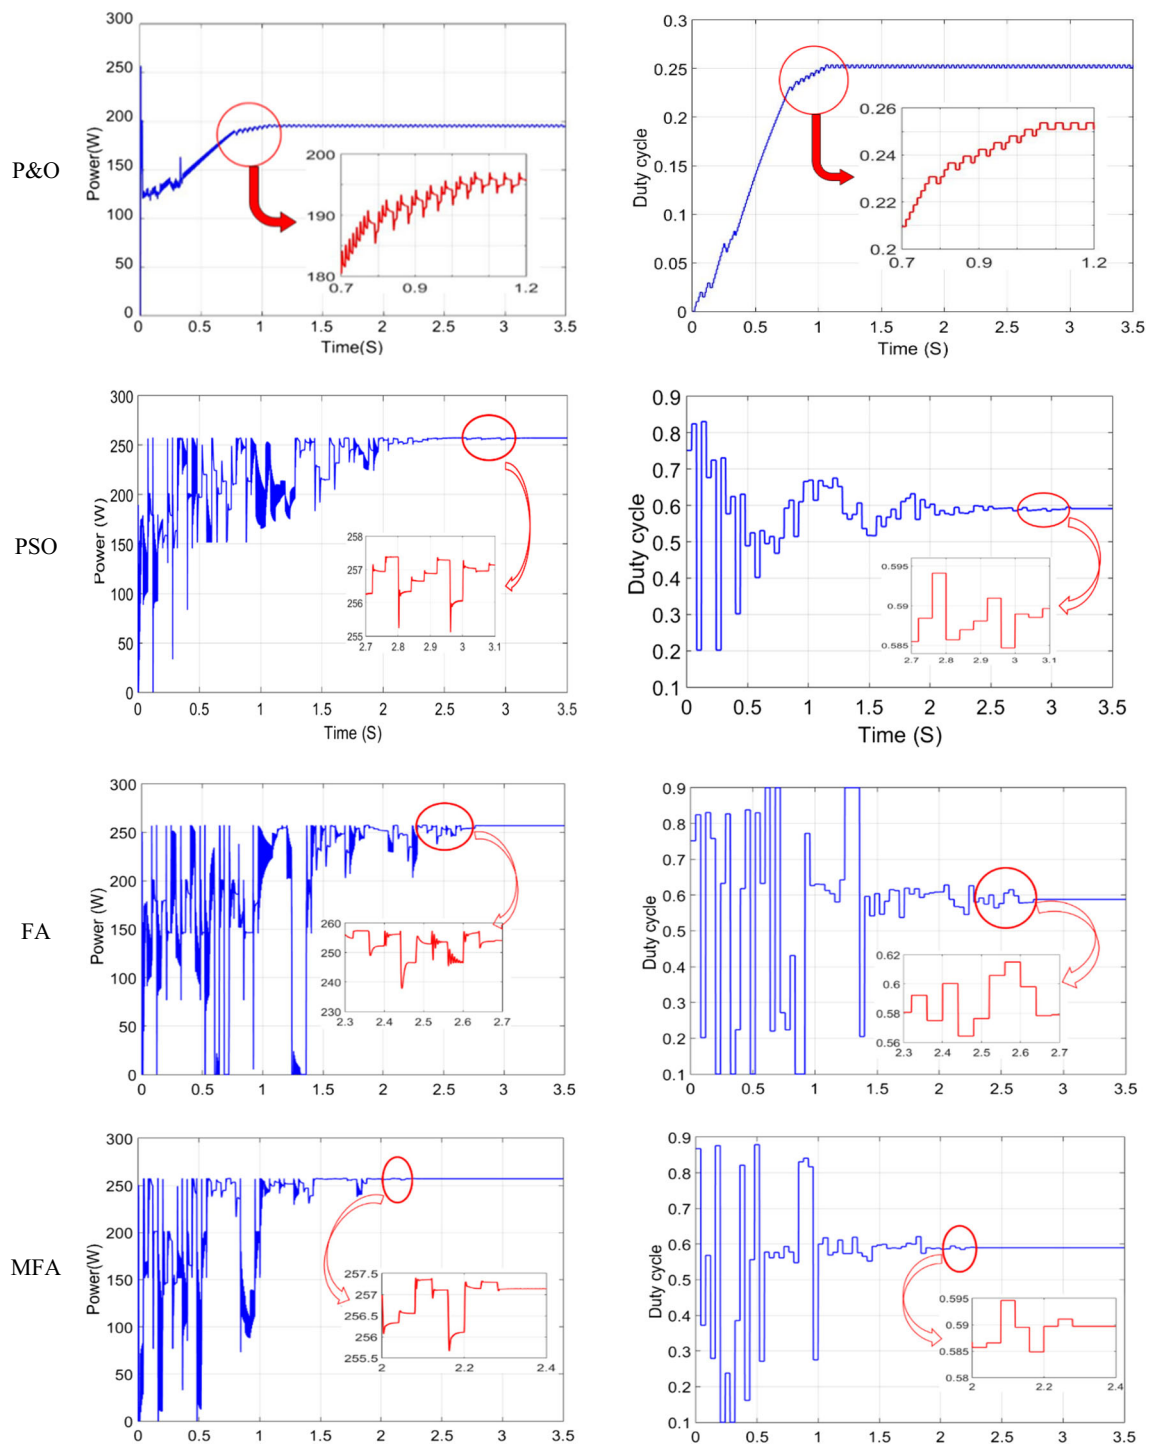 P&O
Power(W)
300
250
200
150
100
50
0
0 0.5 1 1.5 2 2.5 3 3.5
Time(S)
200
190
180
0.7 0.9 1.2
Duty cycle
0.3
0.25
0.2
0.15
0.1
0.05
0
0 0.5 1 1.5 2 2.5 3 3.5
Time (S)
0.26
0.24
0.22
0.2
0.7 0.9 1.2
PSO
Power (W)
300
250
200
150
100
50
0
0 0.5 1 1.5 2 2.5 3 3.5
Time (S)
258
257
256
255
2.7 2.8 2.9 3 3.1
Duty cycle
0.9
0.8
0.7
0.6
0.5
0.4
0.3
0.2
0.1
0 0.5 1 1.5 2 2.5 3 3.5
Time (S)
0.595
0.59
0.585
2.7 2.8 2.9 3 3.1
FA
Power (W)
300
250
200
150
100
50
0
0 0.5 1 1.5 2 2.5 3 3.5
260
250
240
230
2.3 2.4 2.5 2.6 2.7
Duty cycle
0.9
0.8
0.7
0.6
0.5
0.4
0.3
0.2
0.1
0 0.5 1 1.5 2 2.5 3 3.5
0.62
0.6
0.58
0.56
2.3 2.4 2.5 2.6 2.7
MFA
Power(W)
300
250
200
150
100
50
0
0 0.5 1 1.5 2 2.5 3 3.5
257.5
257
256.5
256
255.5
2 2.2 2.4
Duty cycle
0.9
0.8
0.7
0.6
0.5
0.4
0.3
0.2
0.1
0 0.5 1 1.5 2 2.5 3 3.5
0.595
0.59
0.585
0.58
2 2.2 2.4